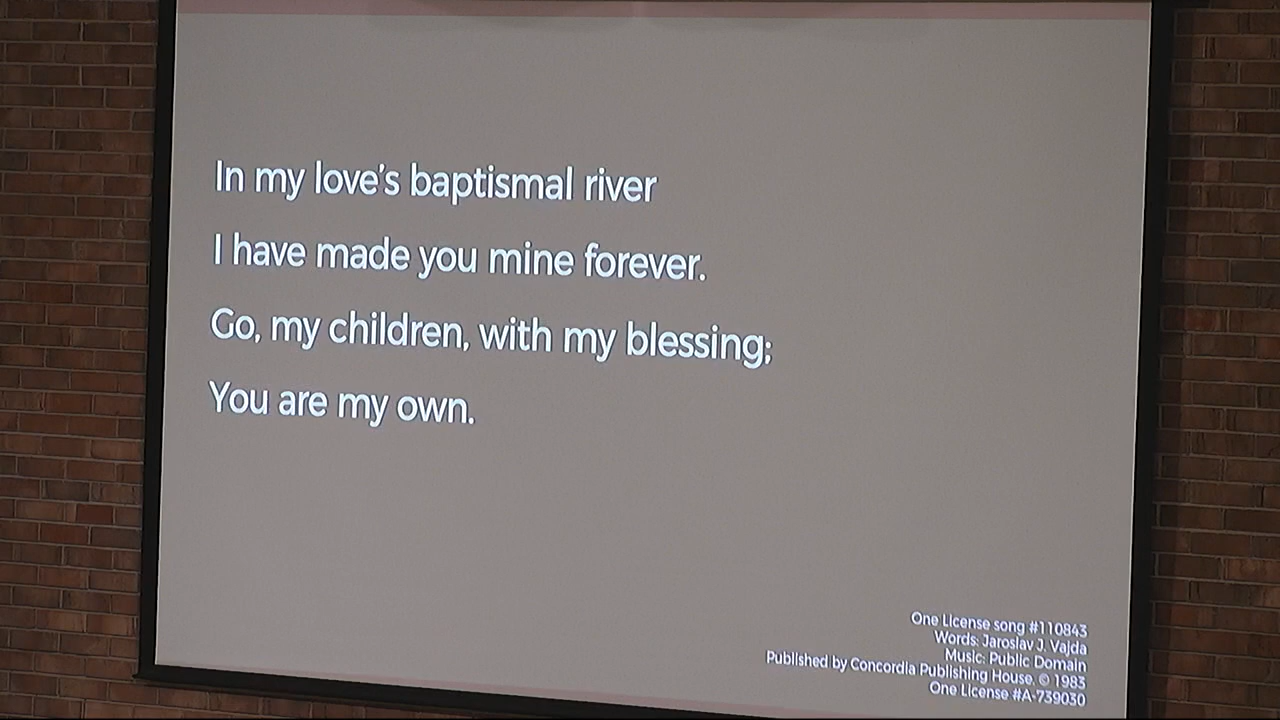 In my love's baptismal river
I have made you mine forever.
Go, my children, with my blessing;
You are my own.
One License song #110843
Words: Jaroslav J. Vajda
Music: Public Domain
Published by Concordia Publishing House. © 1983
One License #A-739030